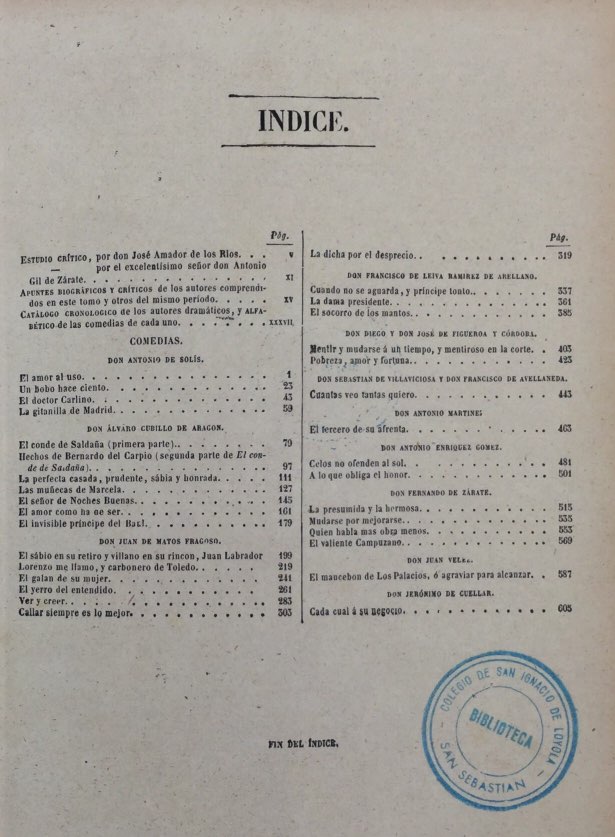 INDICE.
Pág.
ESTUDIO CRÍTICO, por don José Amador de los Rios. . . V
— por el excelentísimo señor don Antonio
Gil de Zárate. . . . . . . . . . . . . . . . XI
APUNTES BIOGRÁFICOS Y CRÍTICOS de los autores comprendi-
dos en este tomo y otros del mismo período. . . . . . XV
CATÁLOGO CRONOLOGICO de los autores dramáticos, y ALFA-
BÉTICO de las comedias de cada uno. . . . . . . . XXXVII
COMEDIAS.
DON ANTONIO DE SOLÍS.
El amor al uso. . . . . . . . . . . . . . . 1
Un bobo hace ciento. . . . . . . . . . . . . 23
El doctor Carlino. . . . . . . . . . . . . . 43
La gitanilla de Madrid. . . . . . . . . . . . 59
DON ÁLVARO CUBILLO DE ARAGON.
El conde de Saldaña (primera parte). . . . . . . . 79
Hechos de Bernardo del Carpio (segunda parte de El con-
de de Saldaña). . . . . . . . . . . . . . . 97
La perfecta casada, prudente, sábia y honrada. . . . . 111
Las muñecas de Marcela. . . . . . . . . . . . 127
El señor de Noches Buenas. . . . . . . . . . . 145
El amor como ha de ser. . . . . . . . . . . . 161
El invisible príncipe del Baul. . . . . . . . . . 179
DON JUAN DE MATOS FRAGOSO.
El sábio en su retiro y villano en su rincon, Juan Labrador 199
Lorenzo me llamo, y carbonero de Toledo. . . . . . . 219
El galan de su mujer. . . . . . . . . . . . . 241
El yerro del entendido. . . . . . . . . . . . 261
Ver y creer. . . . . . . . . . . . . . . . 283
Callar siempre es lo mejor. . . . . . . . . . . 303
Pág.
La dicha por el desprecio. . . . . . . . . . . 319
DON FRANCISCO DE LEIVA RAMIREZ DE ARELLANO.
Cuando no se aguarda, y príncipe tonto. . . . . . . 337
La dama presidente. . . . . . . . . . . . . 361
El socorro de los mantos. . . . . . . . . . . 385
DON DIEGO Y DON JOSÉ DE FIGUEROA Y CÓRDOBA.
Mentir y mudarse á un tiempo, y mentiroso en la corte. . 403
Pobreza, amor y fortuna. . . . . . . . . . . . 423
DON SEBASTIAN DE VILLAVICIOSA Y DON FRANCISCO DE AVELLANEDA.
Cuantas veo tantas quiero. . . . . . . . . . . 443
DON ANTONIO MARTINEZ
El tercero de su afrenta. . . . . . . . . . . . 463
DON ANTONIO ENRIQUEZ GOMEZ.
Celos no ofenden al sol. . . . . . . . . . . . 481
A lo que obliga el honor. . . . . . . . . . . 501
DON FERNANDO DE ZÁRATE.
La presumida y la hermosa. . . . . . . . . . . 515
Mudarse por mejorarse. . . . . . . . . . . . 535
Quien habla mas obra menos. . . . . . . . . . 553
El valiente Campuzano. . . . . . . . . . . . 569
DON JUAN VELEZ.
El mancebon de Los Palacios, ó agraviar para alcanzar. . 587
DON JERÓNIMO DE CUELLAR.
Cada cual á su negocio. . . . . . . . . . . . 605
FIN DEL ÍNDICE.
COLEGIO DE SAN IGNACIO DE LOYOLA
BIBLIOTECA
- SAN SEBASTIAN -